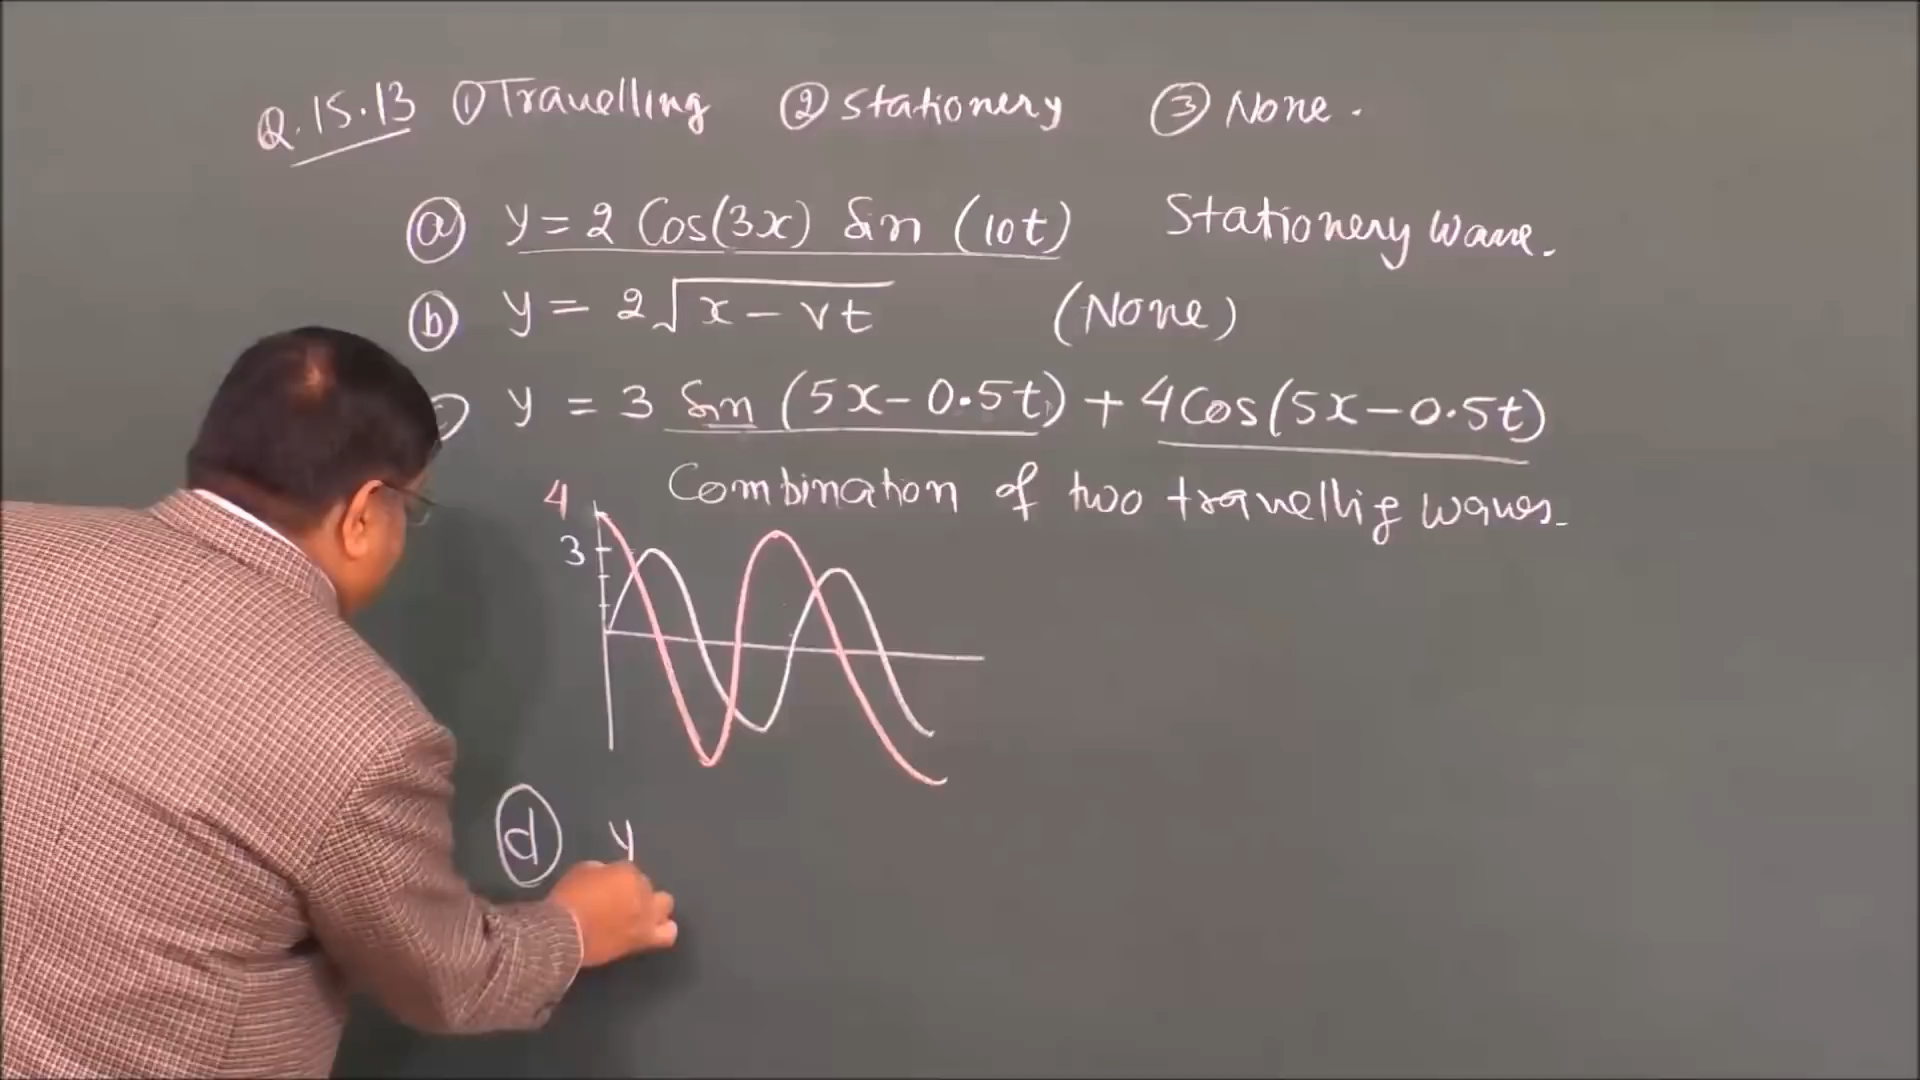 Q.15.13 ① Travelling ② Stationery ③ None.
ⓐ y = 2 Cos(3x) Sin (10t) Stationery Wave.
ⓑ y = 2√x - vt (None)
y = 3 Sin (5x - 0.5t) + 4 Cos(5x - 0.5t)
Combination of two travellig waves.
4
3
ⓓ y